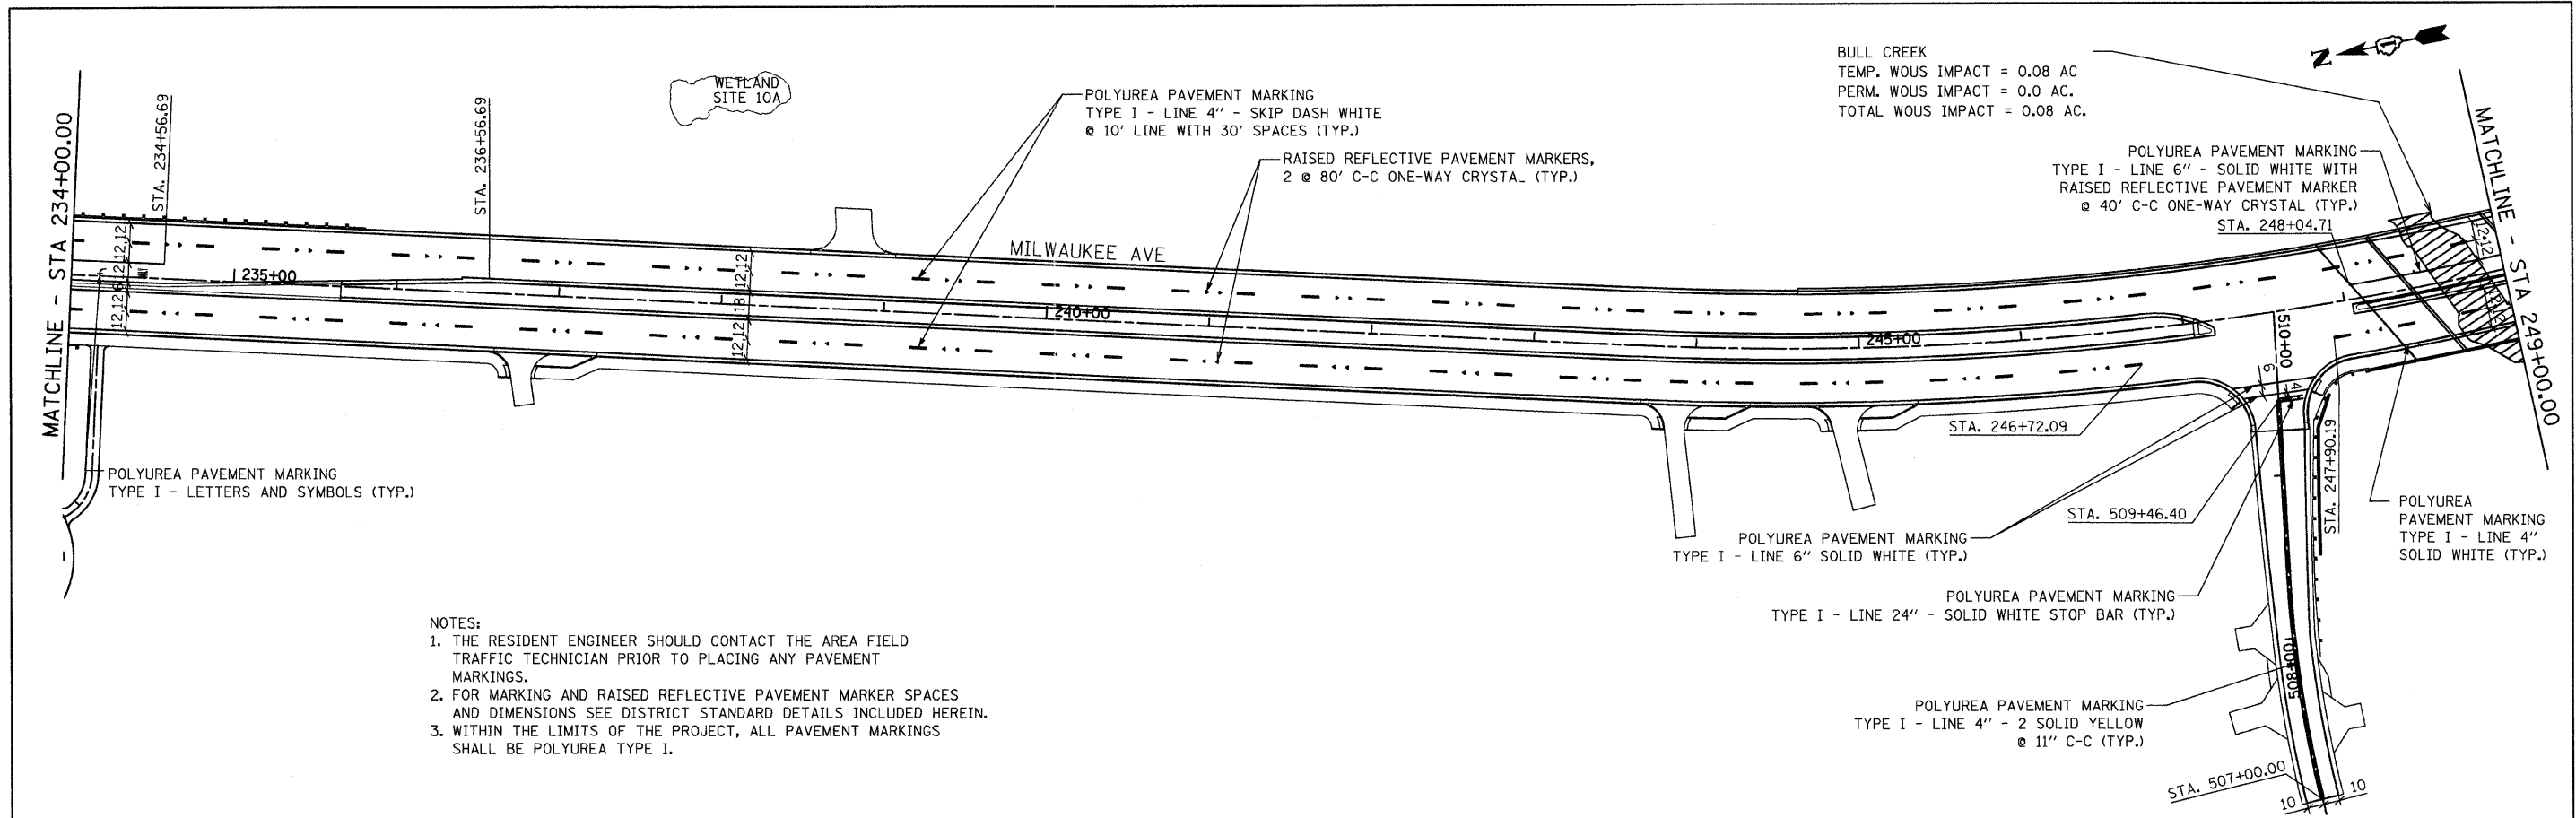 MATCHLINE - STA 234+00.00
STA. 234+56.69
STA. 236+56.69
WETLAND
SITE 10A
POLYUREA PAVEMENT MARKING
TYPE I - LINE 4" - SKIP DASH WHITE
@ 10' LINE WITH 30' SPACES (TYP.)
RAISED REFLECTIVE PAVEMENT MARKERS,
2 @ 80' C-C ONE-WAY CRYSTAL (TYP.)
BULL CREEK
TEMP. WOUS IMPACT = 0.08 AC
PERM. WOUS IMPACT = 0.0 AC.
TOTAL WOUS IMPACT = 0.08 AC.
N
POLYUREA PAVEMENT MARKING
TYPE I - LINE 6" - SOLID WHITE WITH
RAISED REFLECTIVE PAVEMENT MARKER
@ 40' C-C ONE-WAY CRYSTAL (TYP.)
STA. 248+04.71
MATCHLINE - STA 249+00.00
MILWAUKEE AVE
235+00
240+00
245+00
12 12 18 12 12
12 12
510+00
6
4
STA. 246+72.09
STA. 247+90.19
STA. 509+46.40
POLYUREA PAVEMENT MARKING
TYPE I - LETTERS AND SYMBOLS (TYP.)
POLYUREA PAVEMENT MARKING
TYPE I - LINE 6" SOLID WHITE (TYP.)
POLYUREA
PAVEMENT MARKING
TYPE I - LINE 4"
SOLID WHITE (TYP.)
POLYUREA PAVEMENT MARKING
TYPE I - LINE 24" - SOLID WHITE STOP BAR (TYP.)
508+00
POLYUREA PAVEMENT MARKING
TYPE I - LINE 4" - 2 SOLID YELLOW
@ 11" C-C (TYP.)
STA. 507+00.00
10
10
NOTES:
1. THE RESIDENT ENGINEER SHOULD CONTACT THE AREA FIELD
TRAFFIC TECHNICIAN PRIOR TO PLACING ANY PAVEMENT
MARKINGS.
2. FOR MARKING AND RAISED REFLECTIVE PAVEMENT MARKER SPACES
AND DIMENSIONS SEE DISTRICT STANDARD DETAILS INCLUDED HEREIN.
3. WITHIN THE LIMITS OF THE PROJECT, ALL PAVEMENT MARKINGS
SHALL BE POLYUREA TYPE I.